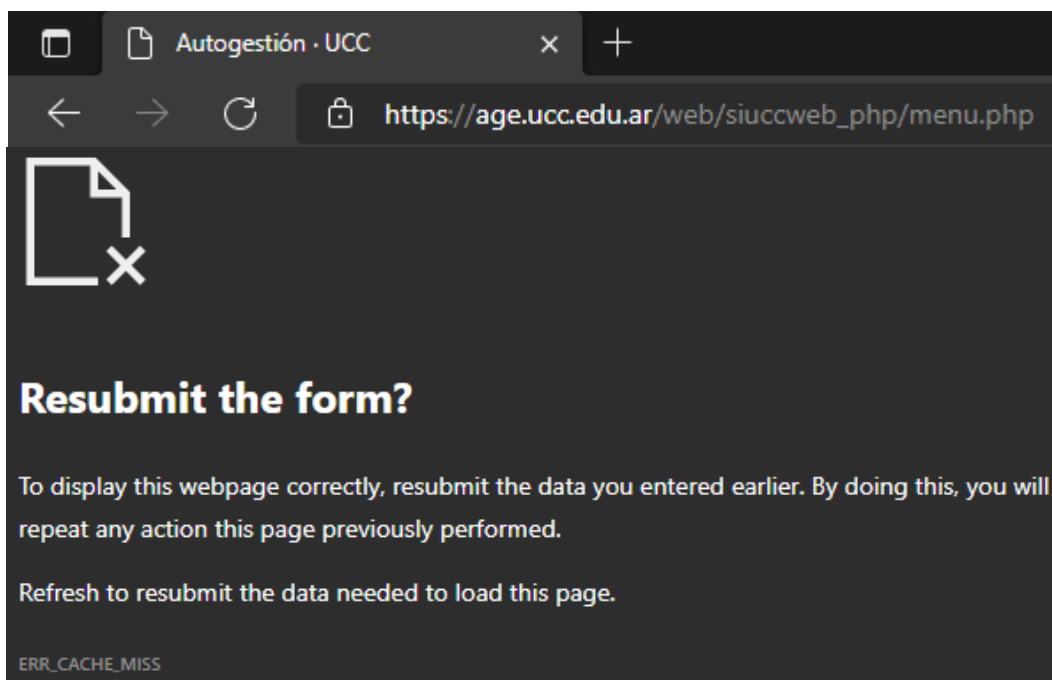 Autogestión · UCC
https://age.ucc.edu.ar/web/siuccweb_php/menu.php
Resubmit the form?
To display this webpage correctly, resubmit the data you entered earlier. By doing this, you will
repeat any action this page previously performed.
Refresh to resubmit the data needed to load this page.
ERR_CACHE_MISS